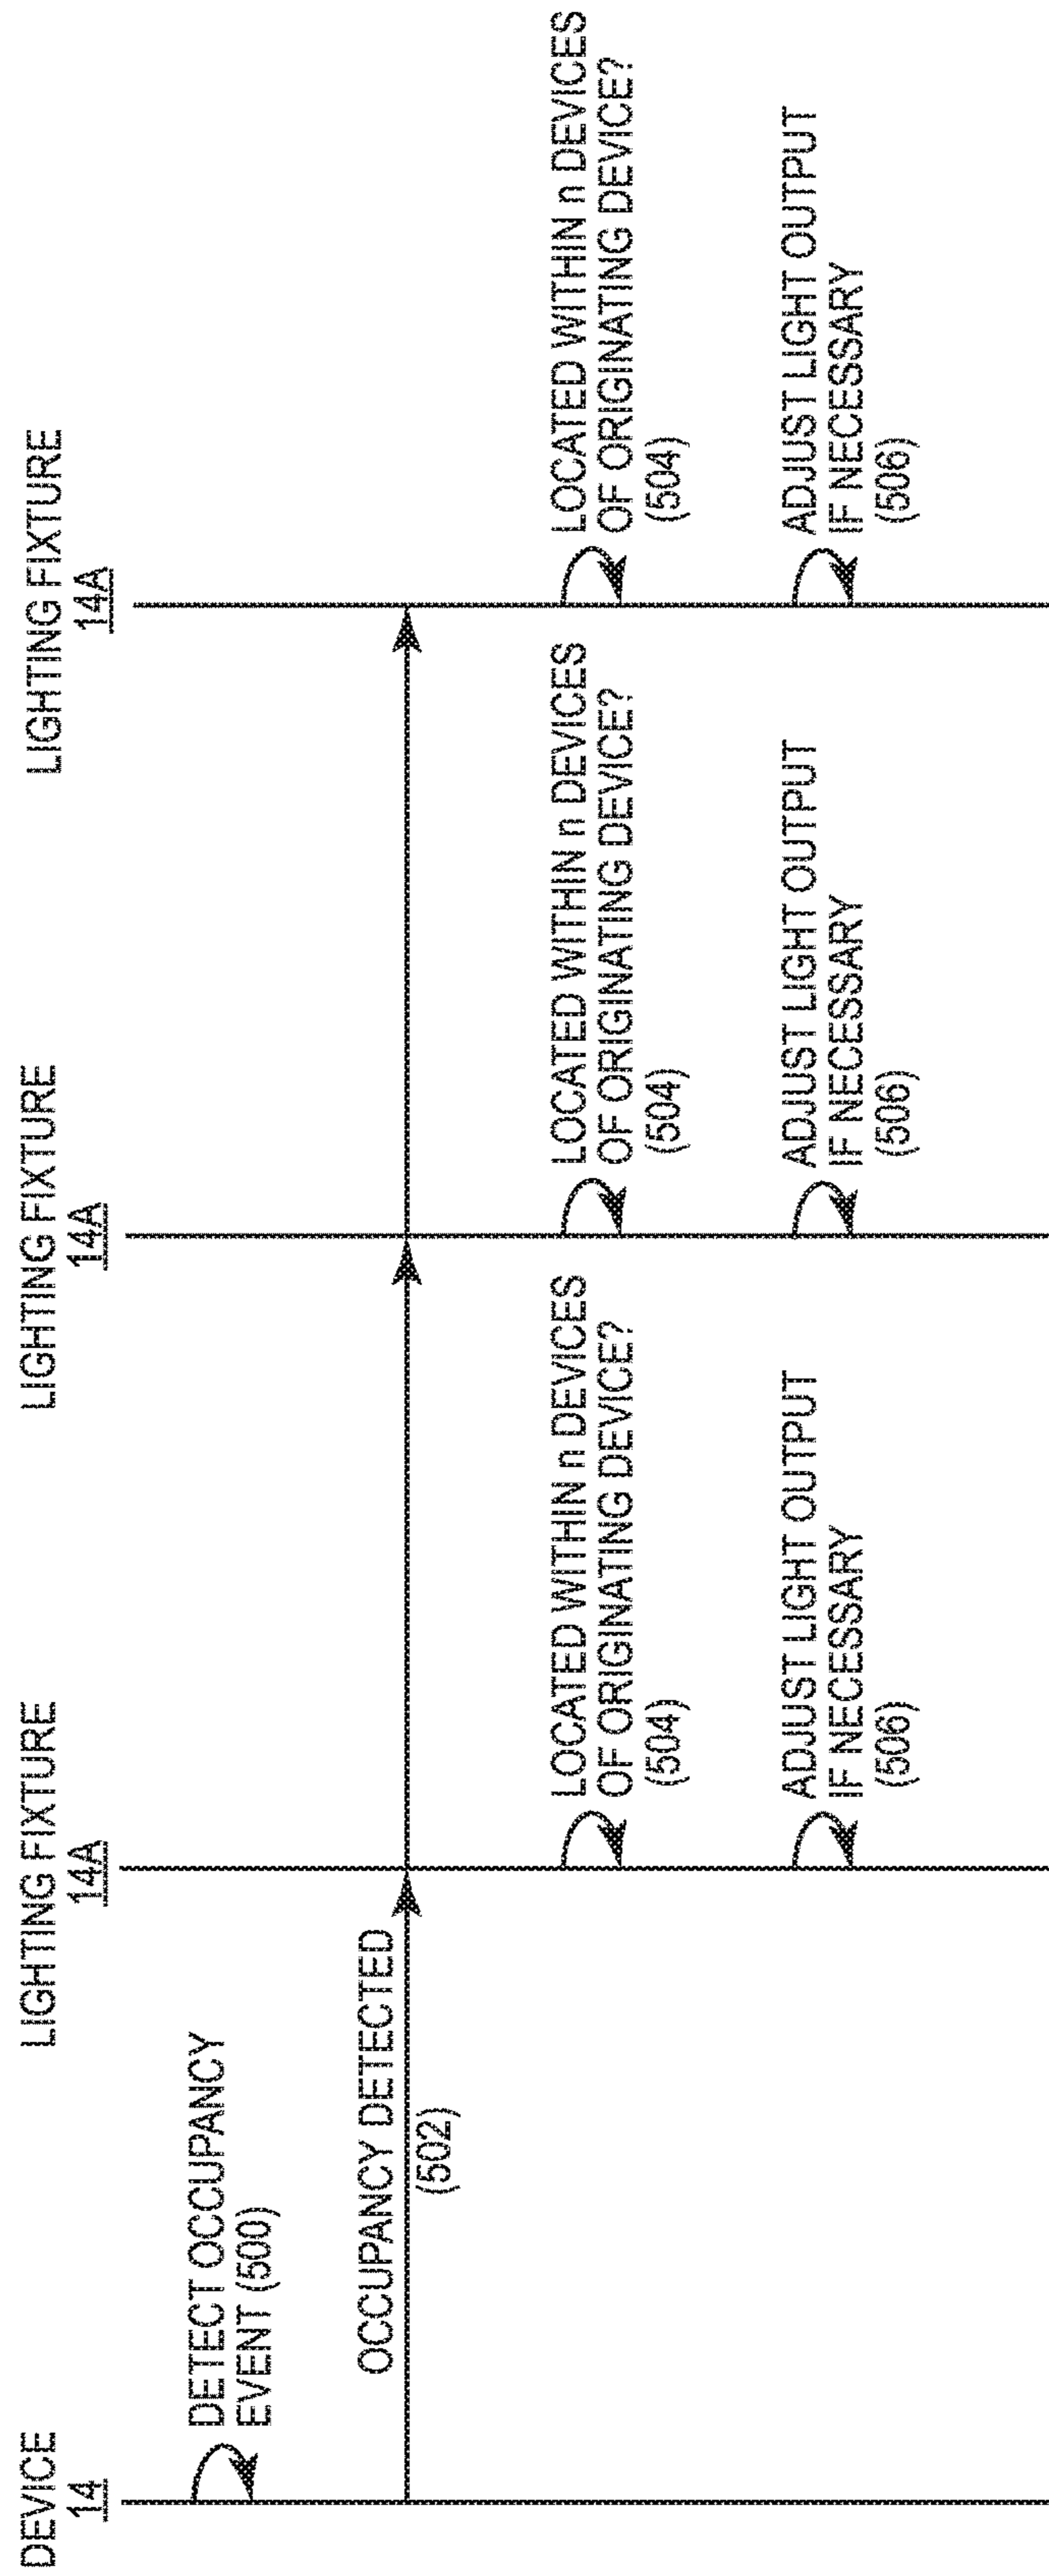 DEVICE
14
LIGHTING FIXTURE
14A
LIGHTING FIXTURE
14A
LIGHTING FIXTURE
14A
DETECT OCCUPANCY
EVENT (500)
OCCUPANCY DETECTED
(502)
LOCATED WITHIN n DEVICES
OF ORIGINATING DEVICE?
(504)
LOCATED WITHIN n DEVICES
OF ORIGINATING DEVICE?
(504)
LOCATED WITHIN n DEVICES
OF ORIGINATING DEVICE?
(504)
ADJUST LIGHT OUTPUT
IF NECESSARY
(506)
ADJUST LIGHT OUTPUT
IF NECESSARY
(506)
ADJUST LIGHT OUTPUT
IF NECESSARY
(506)